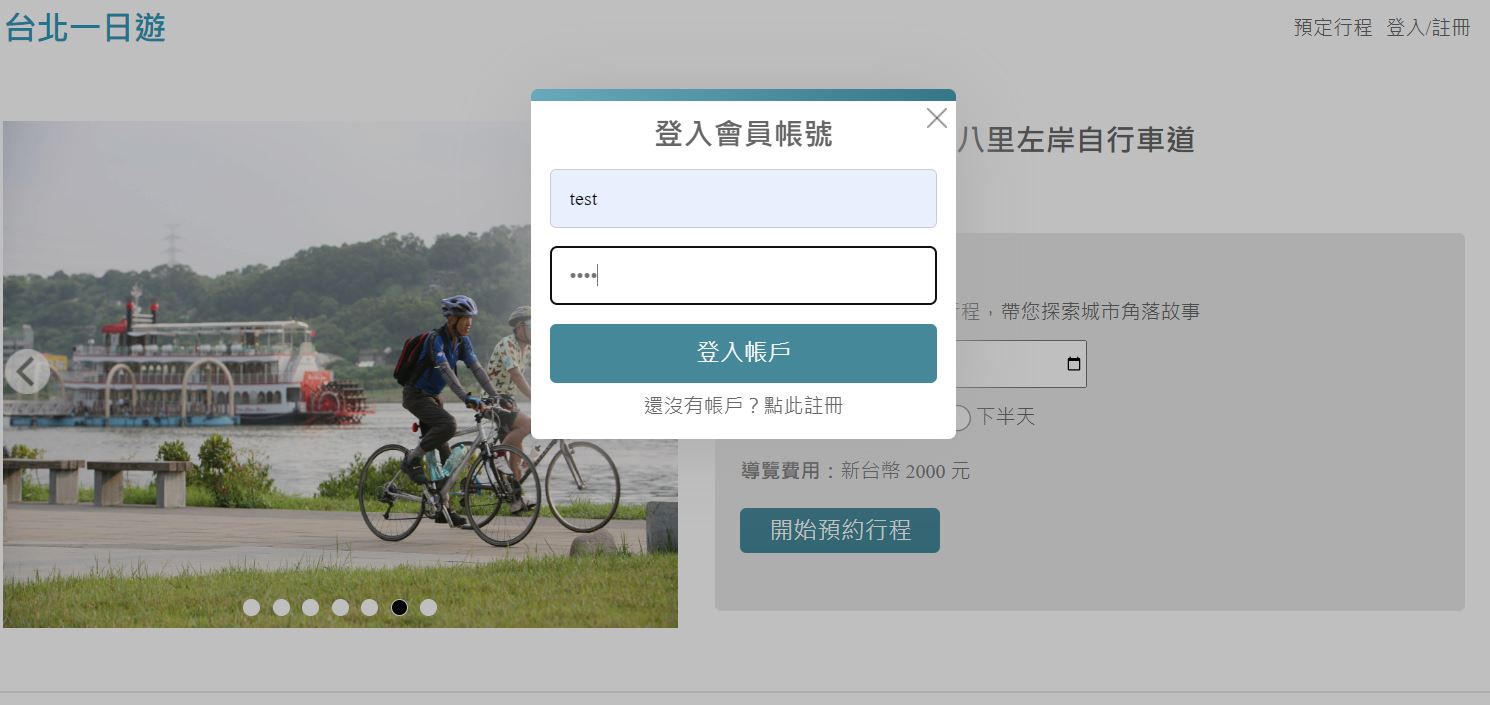 台北一日遊
預定行程 登入/註冊
登入會員帳號
八里左岸自行車道
test
••••
程，帶您探索城市角落故事
登入帳戶
還沒有帳戶？點此註冊
下半天
導覽費用：新台幣 2000 元
開始預約行程